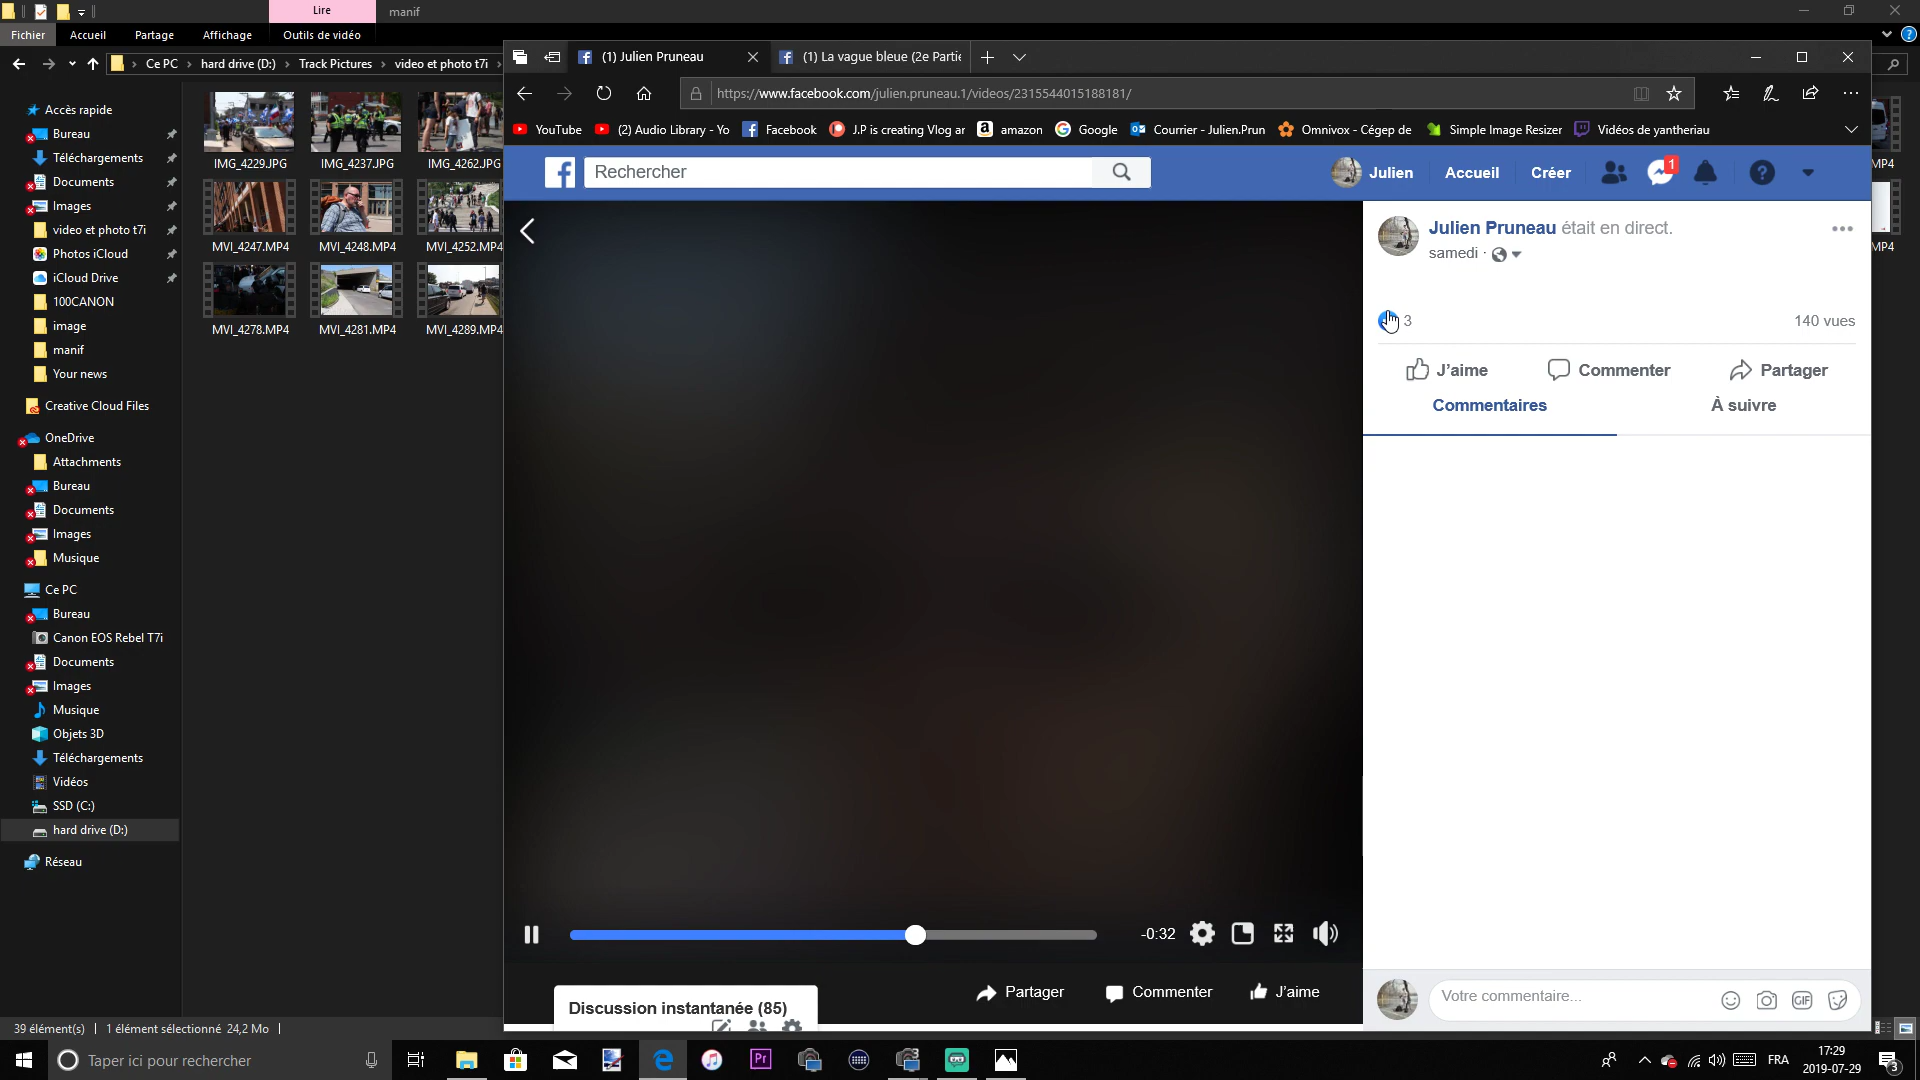 Lire
manif
Fichier
Accueil
Partage
Affichage
Outils de vidéo
Ce PC > hard drive (D:) > Track Pictures > video et photo t7i >
(1) Julien Pruneau
(1) La vague bleue (2e Partie
https://www.facebook.com/julien.pruneau.1/videos/2315544015188181/
YouTube
(2) Audio Library - Yo
Facebook
J.P is creating Vlog ar
amazon
Google
Courrier - Julien.Prun
Omnivox - Cégep de
Simple Image Resizer
Vidéos de yantheriau
Rechercher
Julien
Accueil
Créer
1
Accès rapide
Bureau
Téléchargements
Documents
Images
video et photo t7i
Photos iCloud
iCloud Drive
100CANON
image
manif
Your news
Creative Cloud Files
OneDrive
Attachments
Bureau
Documents
Images
Musique
Ce PC
Bureau
Canon EOS Rebel T7i
Documents
Images
Musique
Objets 3D
Téléchargements
Vidéos
SSD (C:)
hard drive (D:)
Réseau
IMG_4229.JPG
IMG_4237.JPG
IMG_4262.JPG
MVI_4247.MP4
MVI_4248.MP4
MVI_4252.MP4
MVI_4278.MP4
MVI_4281.MP4
MVI_4289.MP4
MP4
MP4
Julien Pruneau était en direct.
samedi ·
3
140 vues
J'aime
Commenter
Partager
Commentaires
À suivre
-0:32
Partager
Commenter
J'aime
Discussion instantanée (85)
Votre commentaire...
GIF
39 élément(s)
1 élément sélectionné 24,2 Mo
Taper ici pour rechercher
Pr
3
FRA
17:29
2019-07-29
3